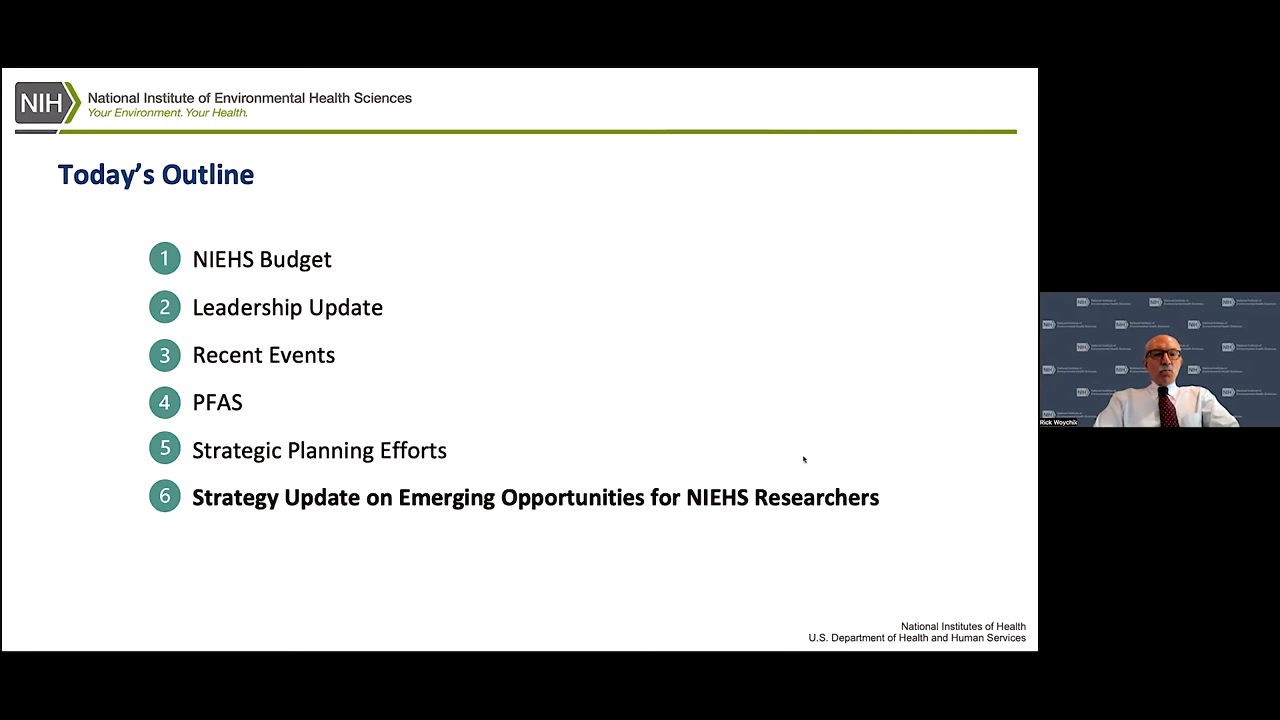 NIH
National Institute of Environmental Health Sciences
Your Environment. Your Health.
Today's Outline
1 NIEHS Budget
2 Leadership Update
3 Recent Events
4 PFAS
5 Strategic Planning Efforts
6 Strategy Update on Emerging Opportunities for NIEHS Researchers
National Institutes of Health
U.S. Department of Health and Human Services
Rick Woychik